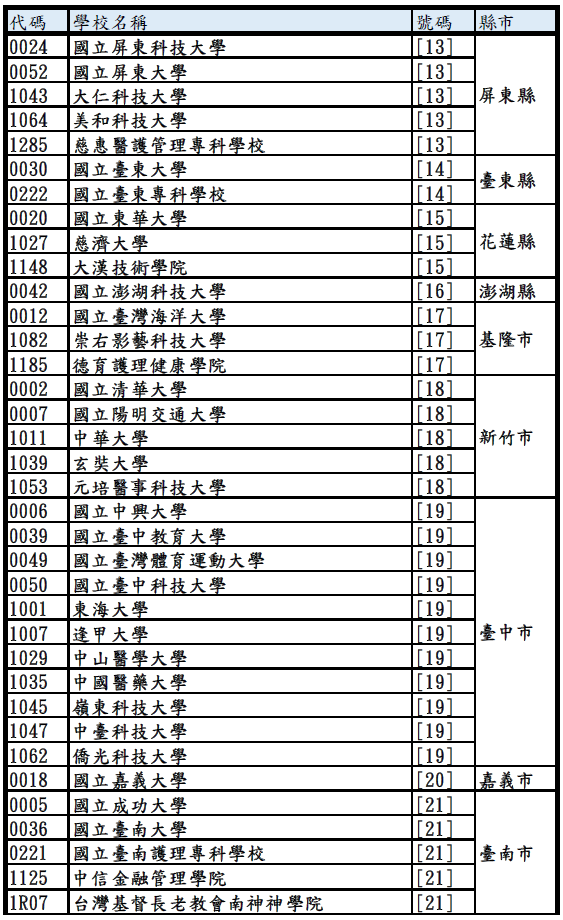 代碼 學校名稱 號碼 縣市
0024 國立屏東科技大學 [13] 屏東縣
0052 國立屏東大學 [13]
1043 大仁科技大學 [13]
1064 美和科技大學 [13]
1285 慈惠醫護管理專科學校 [13]
0030 國立臺東大學 [14] 臺東縣
0222 國立臺東專科學校 [14]
0020 國立東華大學 [15] 花蓮縣
1027 慈濟大學 [15]
1148 大漢技術學院 [15]
0042 國立澎湖科技大學 [16] 澎湖縣
0012 國立臺灣海洋大學 [17] 基隆市
1082 崇右影藝科技大學 [17]
1185 德育護理健康學院 [17]
0002 國立清華大學 [18] 新竹市
0007 國立陽明交通大學 [18]
1011 中華大學 [18]
1039 玄奘大學 [18]
1053 元培醫事科技大學 [18]
0006 國立中興大學 [19] 臺中市
0039 國立臺中教育大學 [19]
0049 國立臺灣體育運動大學 [19]
0050 國立臺中科技大學 [19]
1001 東海大學 [19]
1007 逢甲大學 [19]
1029 中山醫學大學 [19]
1035 中國醫藥大學 [19]
1045 嶺東科技大學 [19]
1047 中臺科技大學 [19]
1062 僑光科技大學 [19]
0018 國立嘉義大學 [20] 嘉義市
0005 國立成功大學 [21] 臺南市
0036 國立臺南大學 [21]
0221 國立臺南護理專科學校 [21]
1125 中信金融管理學院 [21]
1R07 台灣基督長老教會南神神學院 [21]